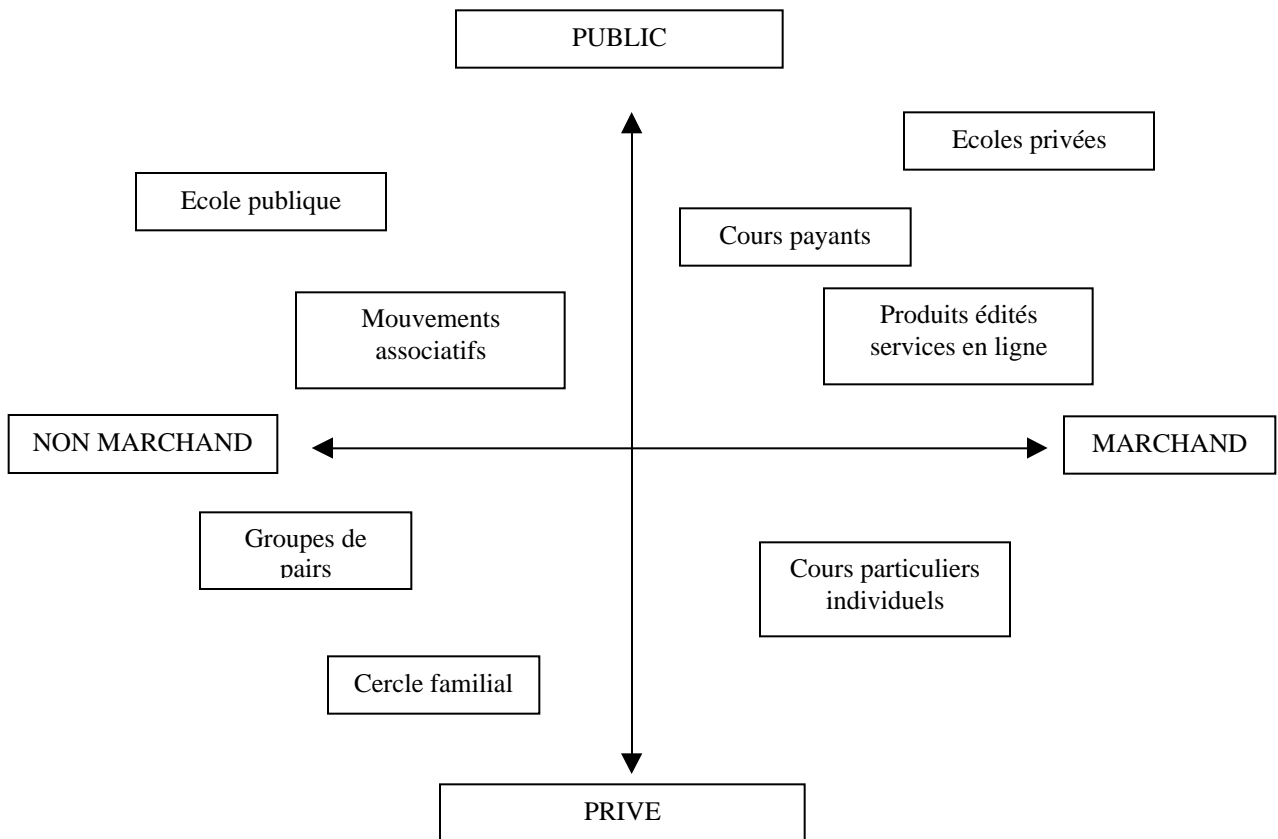 PUBLIC
Ecoles privées
Ecole publique
Cours payants
Mouvements
associatifs
Produits édités
services en ligne
NON MARCHAND
MARCHAND
Groupes de
pairs
Cours particuliers
individuels
Cercle familial
PRIVE